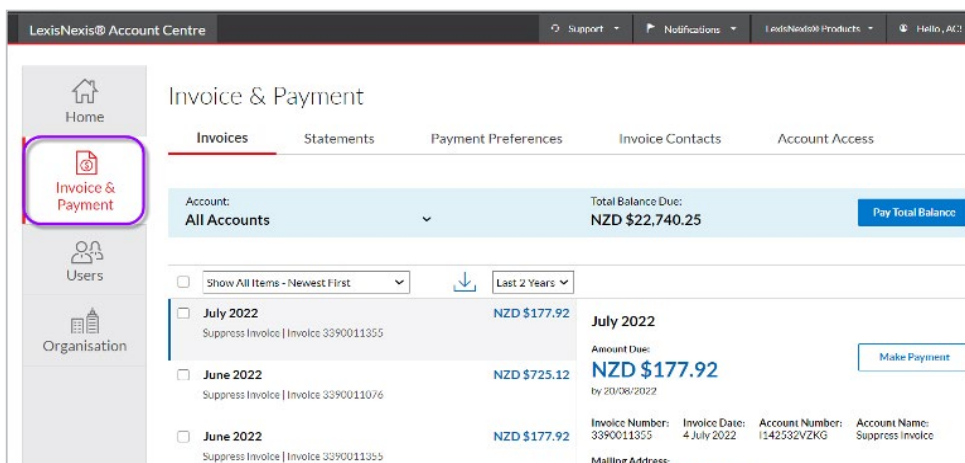 LexisNexis® Account Centre
Support
Notifications
LexisNexis® Products
Hello, AC!
Home
Invoice &
Payment
Users
Organisation
Invoice & Payment
Invoices
Statements
Payment Preferences
Invoice Contacts
Account Access
Account:
All Accounts
Total Balance Due:
NZD $22,740.25
Pay Total Balance
Show All Items - Newest First
Last 2 Years
July 2022
NZD $177.92
Suppress Invoice | Invoice 3390011355
June 2022
NZD $725.12
Suppress Invoice | Invoice 3390011076
June 2022
NZD $177.92
Suppress Invoice | Invoice 3390011355
July 2022
Amount Due:
NZD $177.92
by 20/08/2022
Make Payment
Invoice Number:
3390011355
Invoice Date:
4 July 2022
Account Number:
I142532VZKG
Account Name:
Suppress Invoice
Mailing Address: